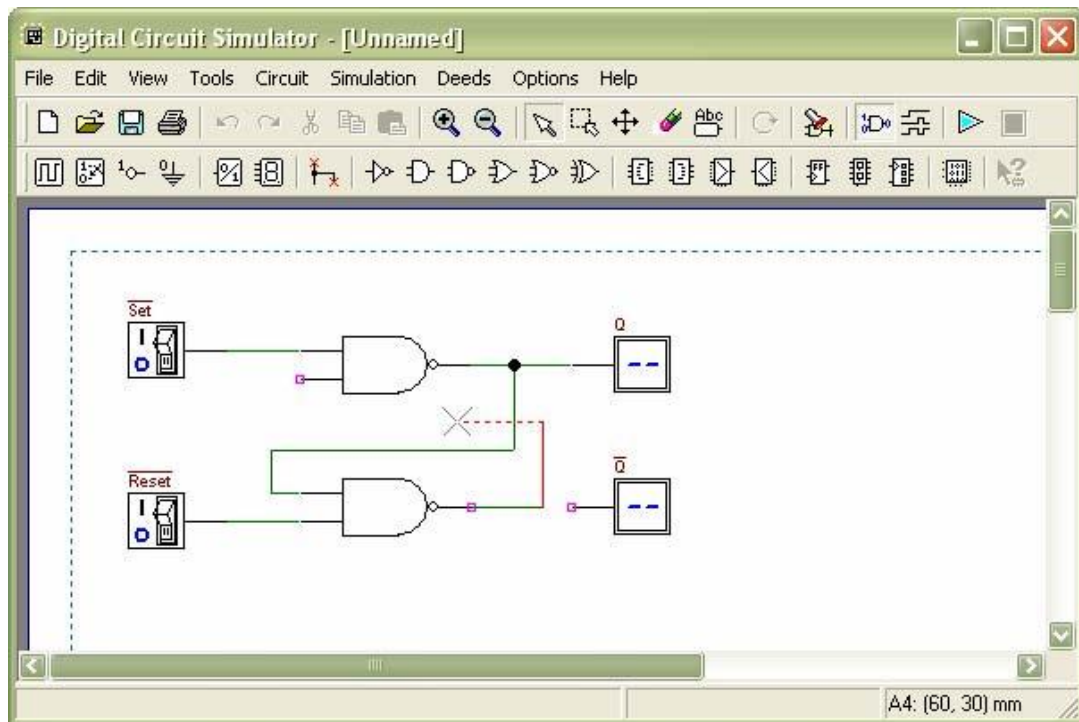 Digital Circuit Simulator - [Unnamed]
File Edit View Tools Circuit Simulation Deeds Options Help
Abc
Set
Q
Reset
Q
A4: (60, 30) mm